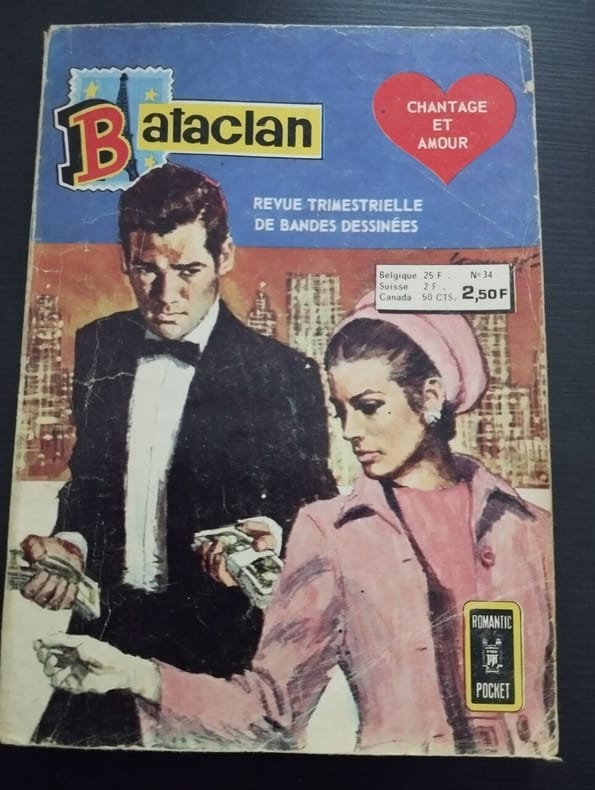 Bataclan
CHANTAGE
ET
AMOUR
REVUE TRIMESTRIELLE
DE BANDES DESSINÉES
Belgique 25 F. N° 34
Suisse 2 F.
Canada 50 CTS. 2,50 F
ROMANTIC
POCKET